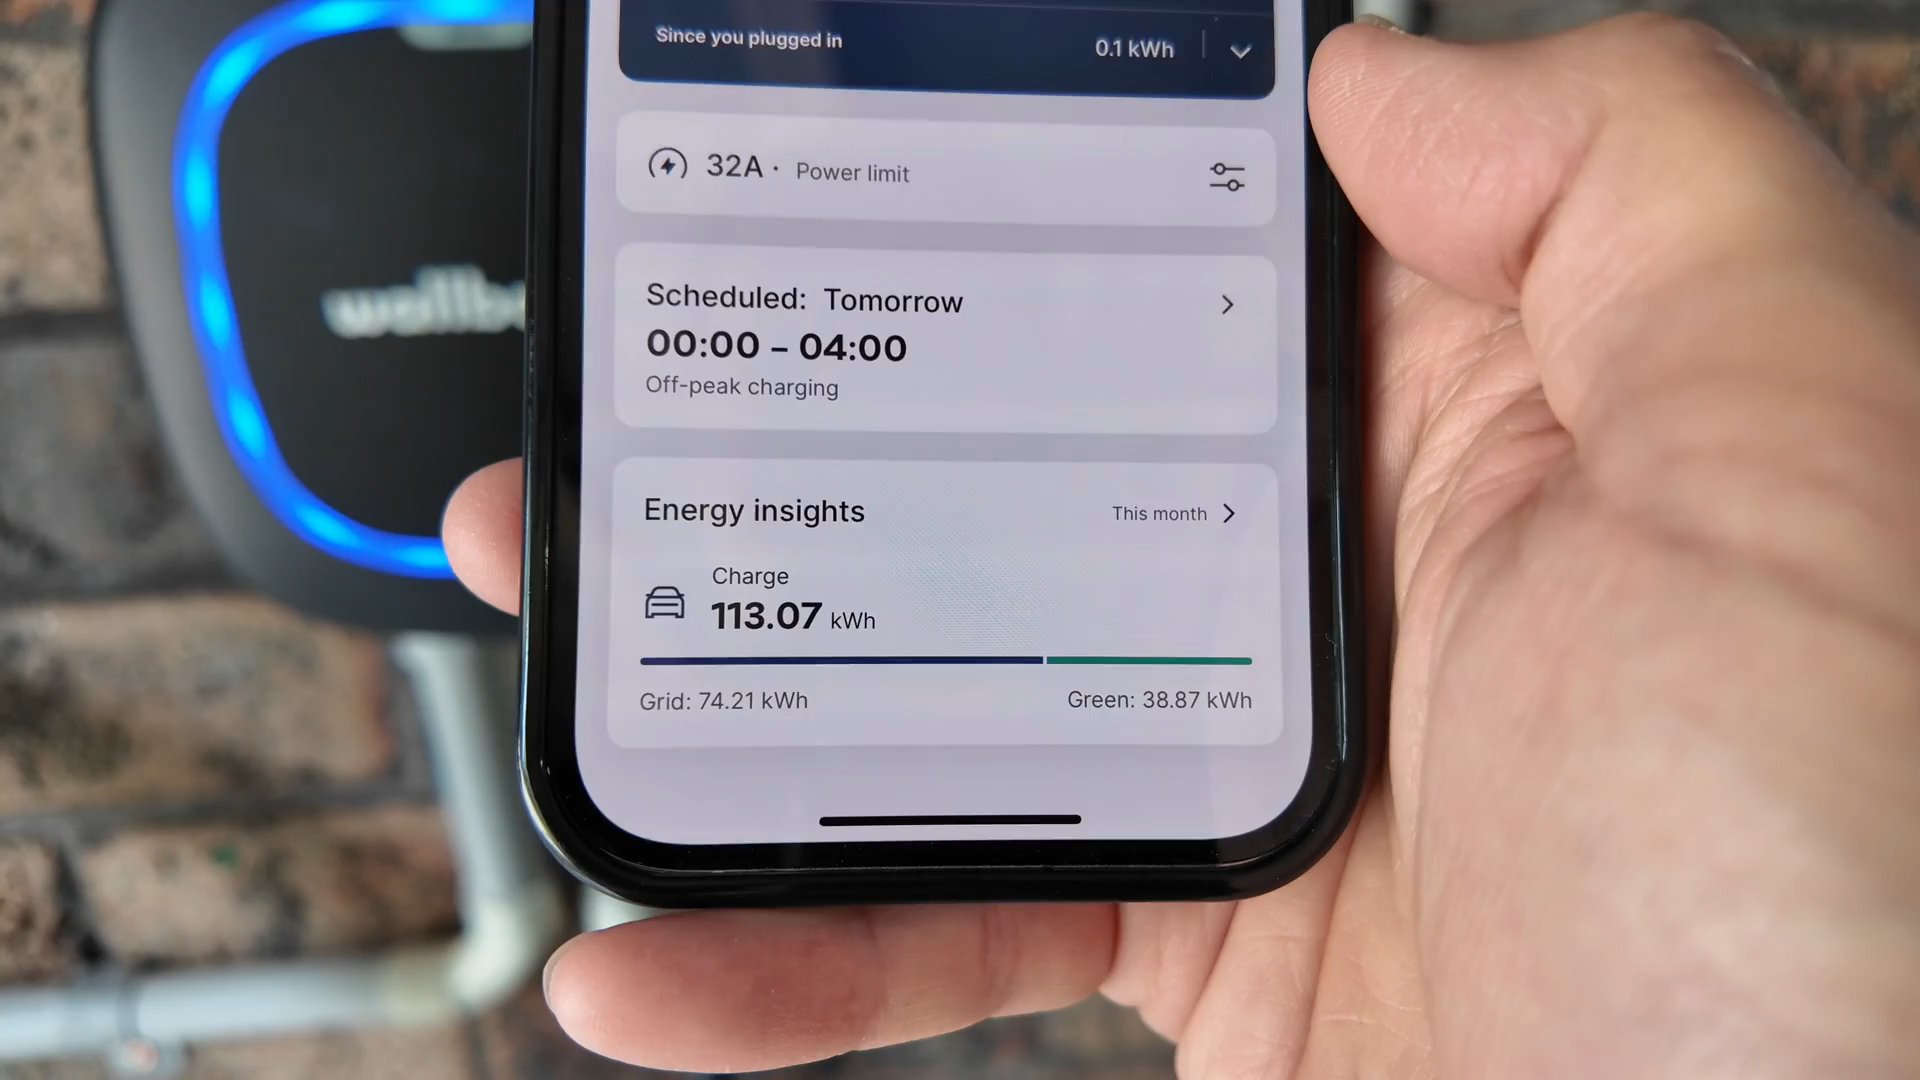 Since you plugged in 0.1 kWh
32A · Power limit
Scheduled: Tomorrow
00:00 – 04:00
Off-peak charging
Energy insights This month
Charge
113.07 kWh
Grid: 74.21 kWh Green: 38.87 kWh
wallbo